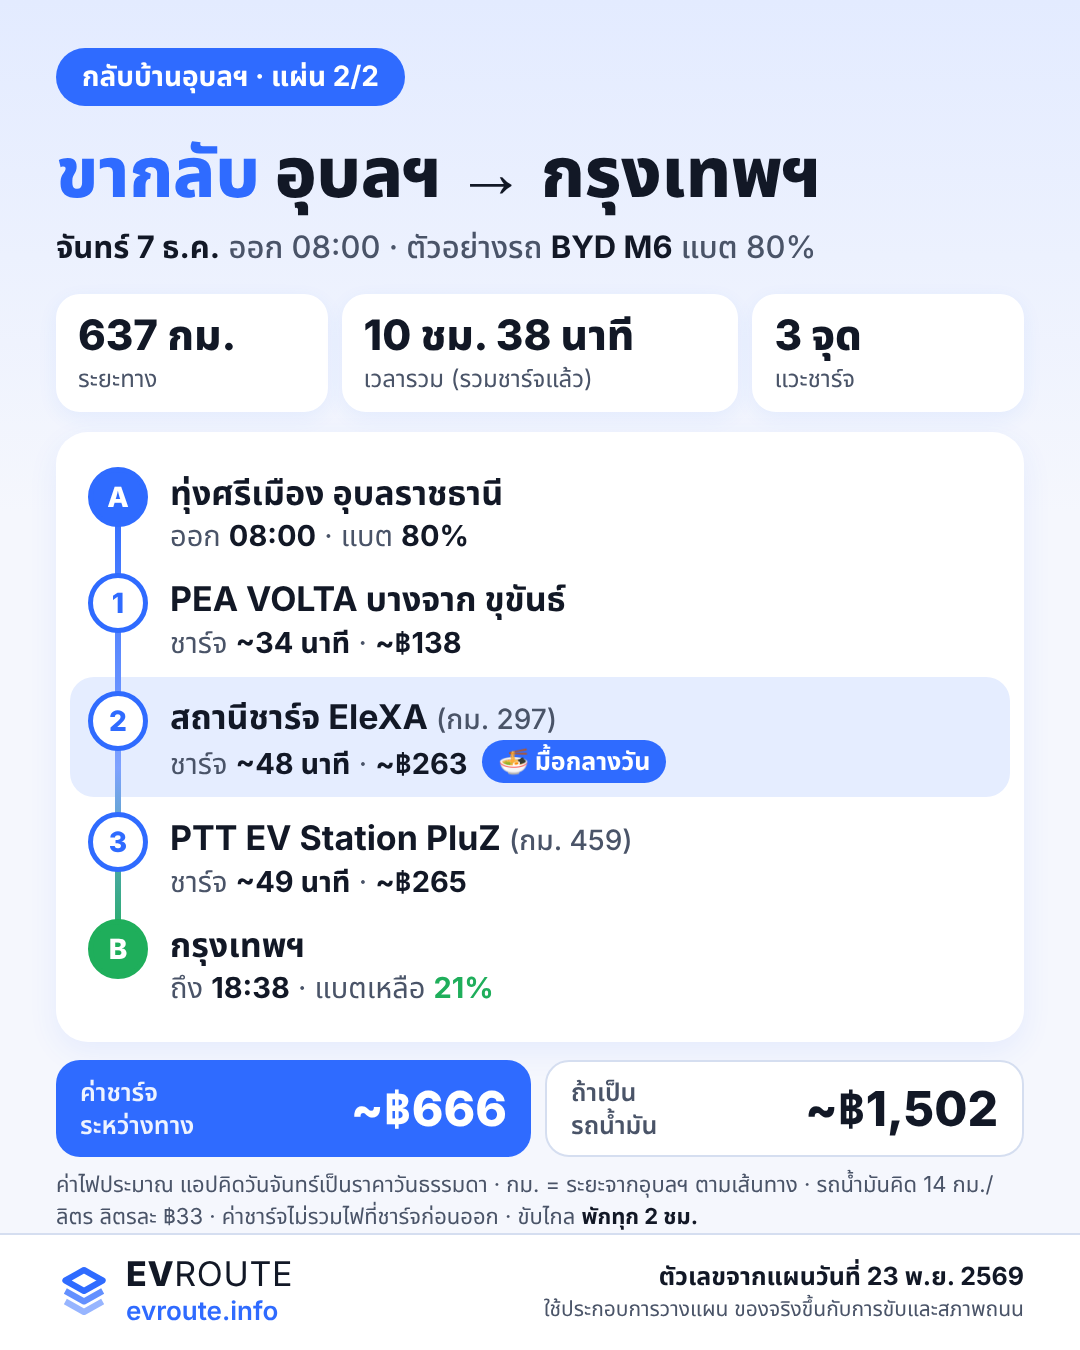 กลับบ้านอุบลฯ · แผ่น 2/2
ขากลับ อุบลฯ → กรุงเทพฯ
จันทร์ 7 ธ.ค. ออก 08:00 · ตัวอย่างรถ BYD M6 แบต 80%
637 กม.
ระยะทาง
10 ชม. 38 นาที
เวลารวม (รวมชาร์จแล้ว)
3 จุด
แวะชาร์จ
A
ทุ่งศรีเมือง อุบลราชธานี
ออก 08:00 · แบต 80%
1
PEA VOLTA บางจาก ขุขันธ์
ชาร์จ ~34 นาที · ~฿138
2
สถานีชาร์จ EleXA (กม. 297)
ชาร์จ ~48 นาที · ~฿263 🍜 มื้อกลางวัน
3
PTT EV Station PluZ (กม. 459)
ชาร์จ ~49 นาที · ~฿265
B
กรุงเทพฯ
ถึง 18:38 · แบตเหลือ 21%
ค่าชาร์จ
ระหว่างทาง
~฿666
ถ้าเป็น
รถน้ำมัน
~฿1,502
ค่าไฟประมาณ แอปคิดวันจันทร์เป็นราคาวันธรรมดา · กม. = ระยะจากอุบลฯ ตามเส้นทาง · รถน้ำมันคิด 14 กม./
ลิตร ลิตรละ ฿33 · ค่าชาร์จไม่รวมไฟที่ชาร์จก่อนออก · ขับไกล พักทุก 2 ชม.
EVROUTE
evroute.info
ตัวเลขจากแผนวันที่ 23 พ.ย. 2569
ใช้ประกอบการวางแผน ของจริงขึ้นกับการขับและสภาพถนน